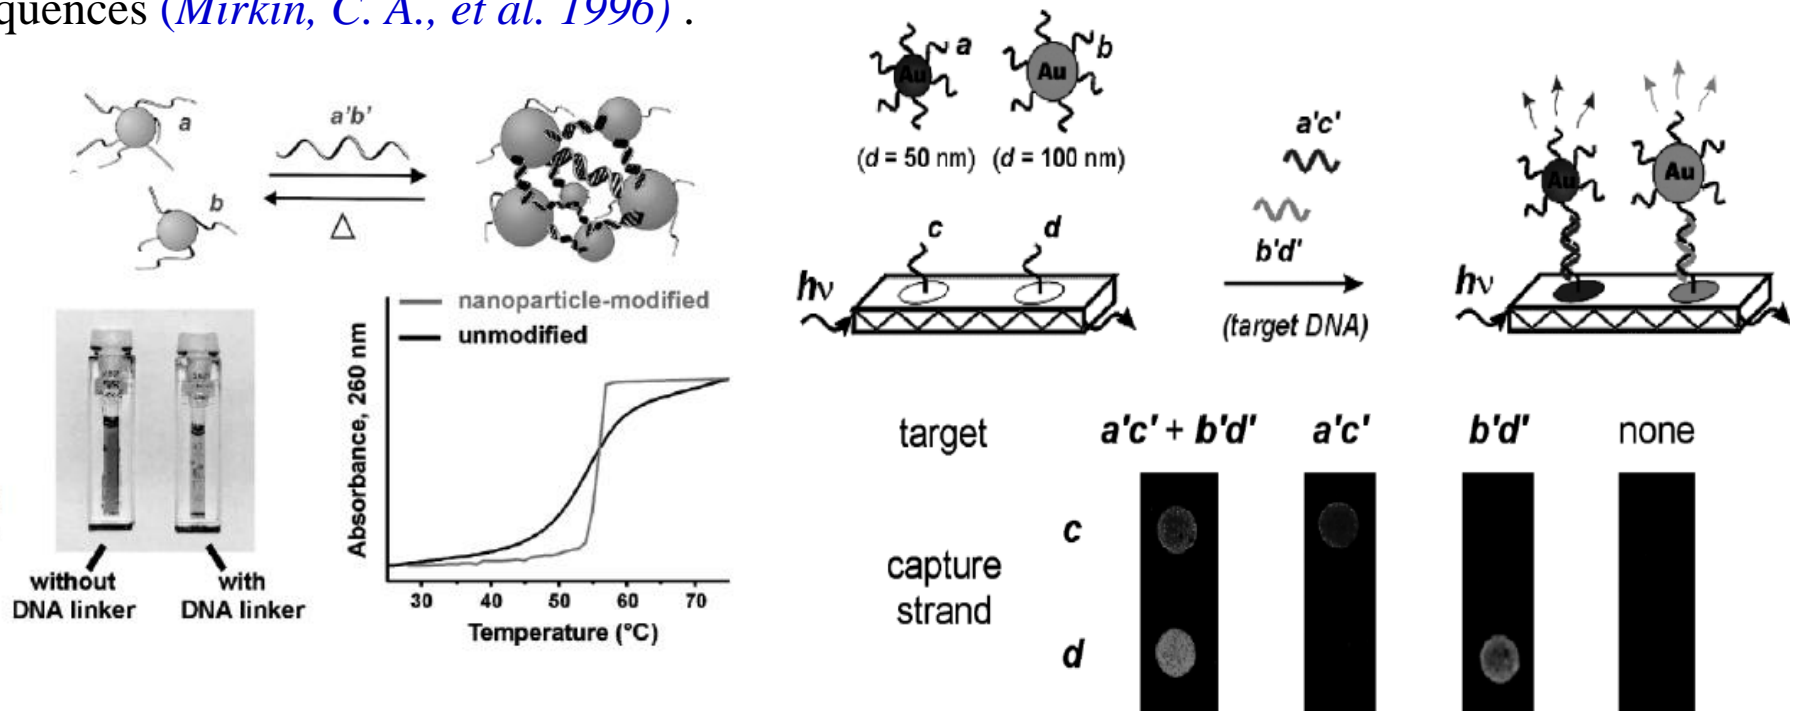 quences (Mirkin, C. A., et al. 1996) .
a
a'b'
b
△
without
DNA linker
with
DNA linker
nanoparticle-modified
unmodified
Absorbance, 260 nm
30 40 50 60 70
Temperature (°C)
a
b
Au
Au
(d = 50 nm) (d = 100 nm)
c
d
hν
a'c'
b'd'
(target DNA)
Au
Au
hν
target a'c' + b'd' a'c' b'd' none
c
capture
strand
d